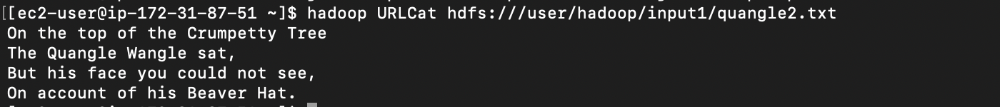 [[ec2-user@ip-172-31-87-51 ~]$ hadoop URLCat hdfs:///user/hadoop/input1/quangle2.txt
On the top of the Crumpetty Tree
The Quangle Wangle sat,
But his face you could not see,
On account of his Beaver Hat.